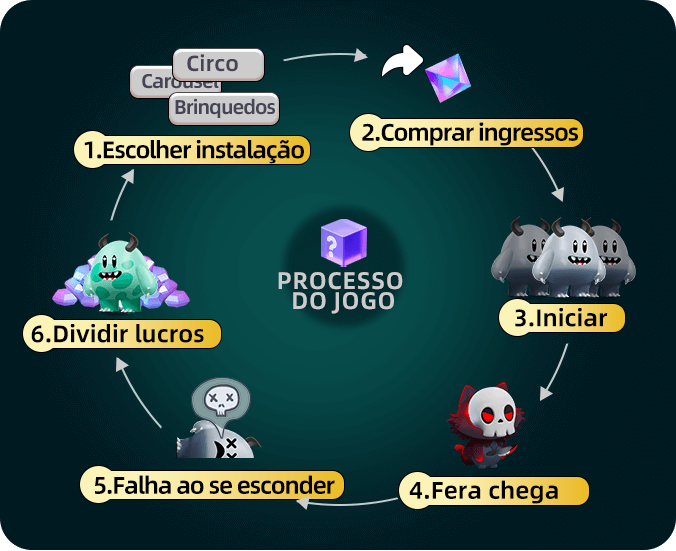 Circo
Carousel
Brinquedos
1.Escolher instalação
2.Comprar ingressos
?
PROCESSO
DO JOGO
3.Iniciar
4.Fera chega
5.Falha ao se esconder
6.Dividir lucros